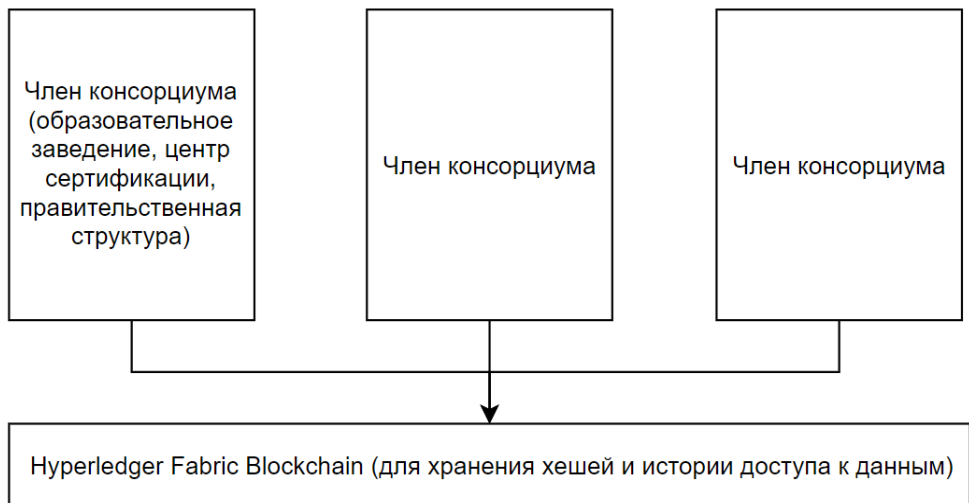 Член консорциума
(образовательное
заведение, центр
сертификации,
правительственная
структура)
Член консорциума
Член консорциума
Hyperledger Fabric Blockchain (для хранения хешей и истории доступа к данным)